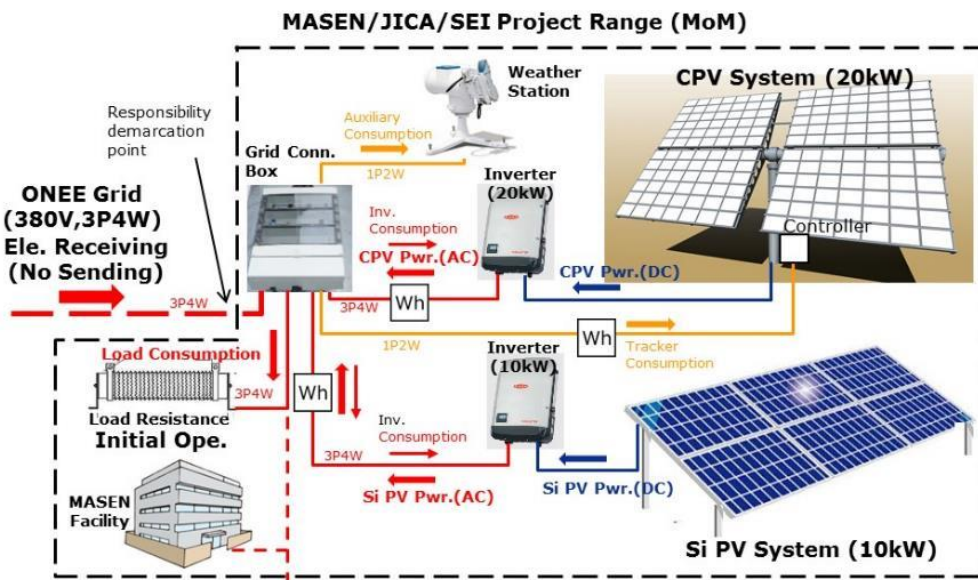 MASEN/JICA/SEI Project Range (MoM)
Weather
Station
CPV System (20kW)
Responsibility
demarcation
point
Auxiliary
Consumption
Grid Conn.
Box
1P2W
Inverter
(20kW)
ONEE Grid
(380V,3P4W)
Ele. Receiving
(No Sending)
Inv.
Consumption
Controller
CPV Pwr.(AC)
CPV Pwr.(DC)
3P4W
3P4W
Wh
1P2W
Wh
Tracker
Consumption
Load Consumption
Inverter
(10kW)
3P4W
Wh
Load Resistance
Initial Ope.
Inv.
Consumption
3P4W
Si PV Pwr.(AC)
Si PV Pwr.(DC)
MASEN
Facility
Si PV System (10kW)